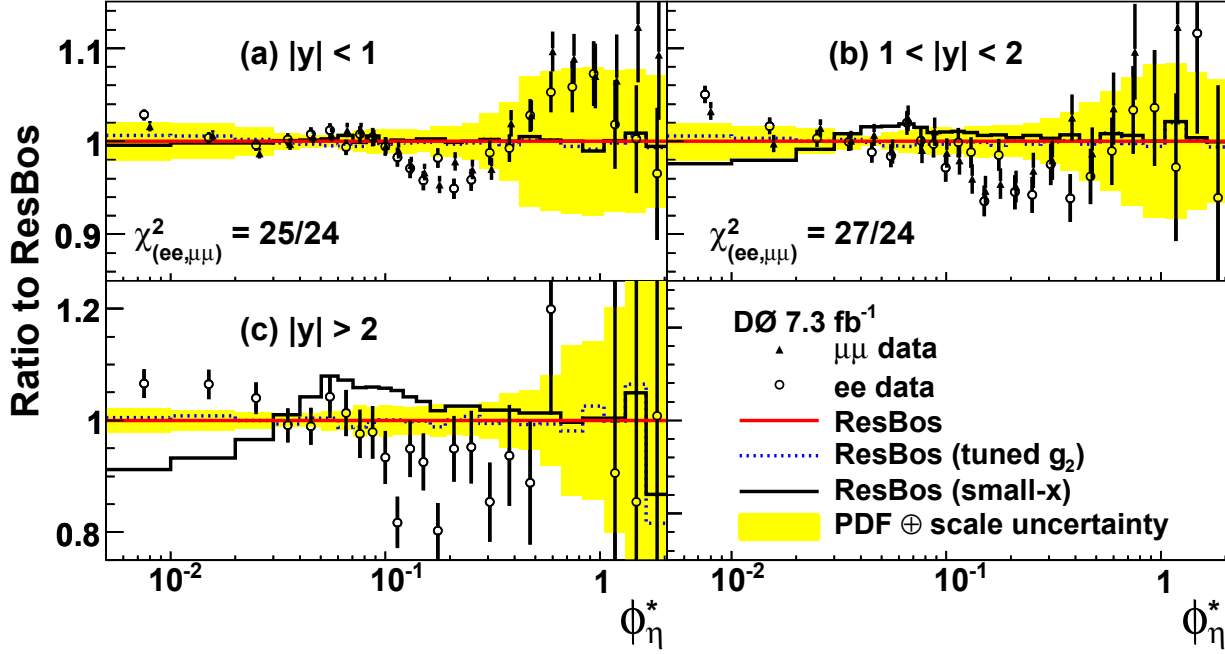 Ratio to ResBos
1.1
1
0.9
(a) |y| < 1
χ²(ee,μμ) = 25/24
(b) 1 < |y| < 2
χ²(ee,μμ) = 27/24
1.2
1
0.8
(c) |y| > 2
DØ 7.3 fb⁻¹
μμ data
ee data
ResBos
ResBos (tuned g₂)
ResBos (small-x)
PDF ⊕ scale uncertainty
10⁻² 10⁻¹ 1
10⁻² 10⁻¹ 1
ϕ*η
ϕ*η